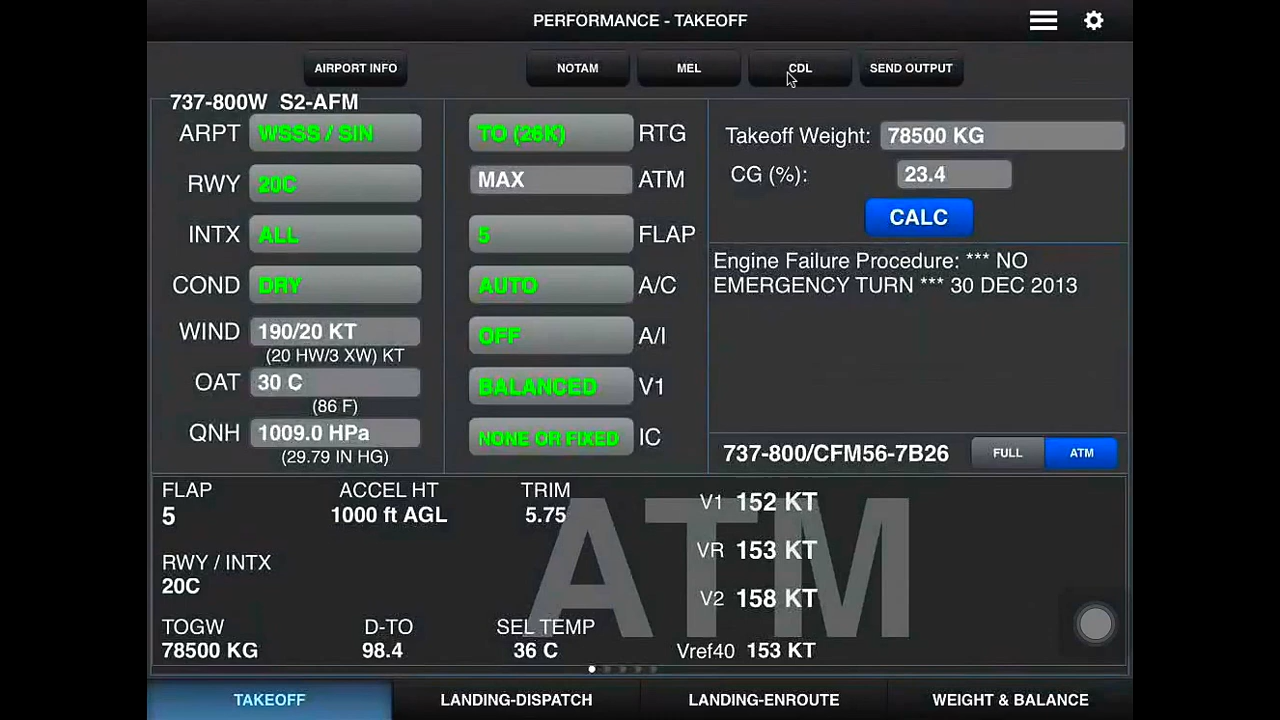 PERFORMANCE - TAKEOFF
AIRPORT INFO
NOTAM
MEL
CDL
SEND OUTPUT
737-800W S2-AFM
ARPT WSSS / SIN
RWY 20C
INTX ALL
COND DRY
WIND 190/20 KT
(20 HW/3 XW) KT
OAT 30 C
(86 F)
QNH 1009.0 HPa
(29.79 IN HG)
TO (26K) RTG
MAX ATM
5 FLAP
AUTO A/C
OFF A/I
BALANCED V1
NONE OR FIXED IC
Takeoff Weight: 78500 KG
CG (%): 23.4
CALC
Engine Failure Procedure: *** NO
EMERGENCY TURN *** 30 DEC 2013
737-800/CFM56-7B26 FULL ATM
ATM
FLAP ACCEL HT TRIM
5 1000 ft AGL 5.75
RWY / INTX
20C
TOGW D-TO SEL TEMP
78500 KG 98.4 36 C
V1 152 KT
VR 153 KT
V2 158 KT
Vref40 153 KT
TAKEOFF
LANDING-DISPATCH
LANDING-ENROUTE
WEIGHT & BALANCE